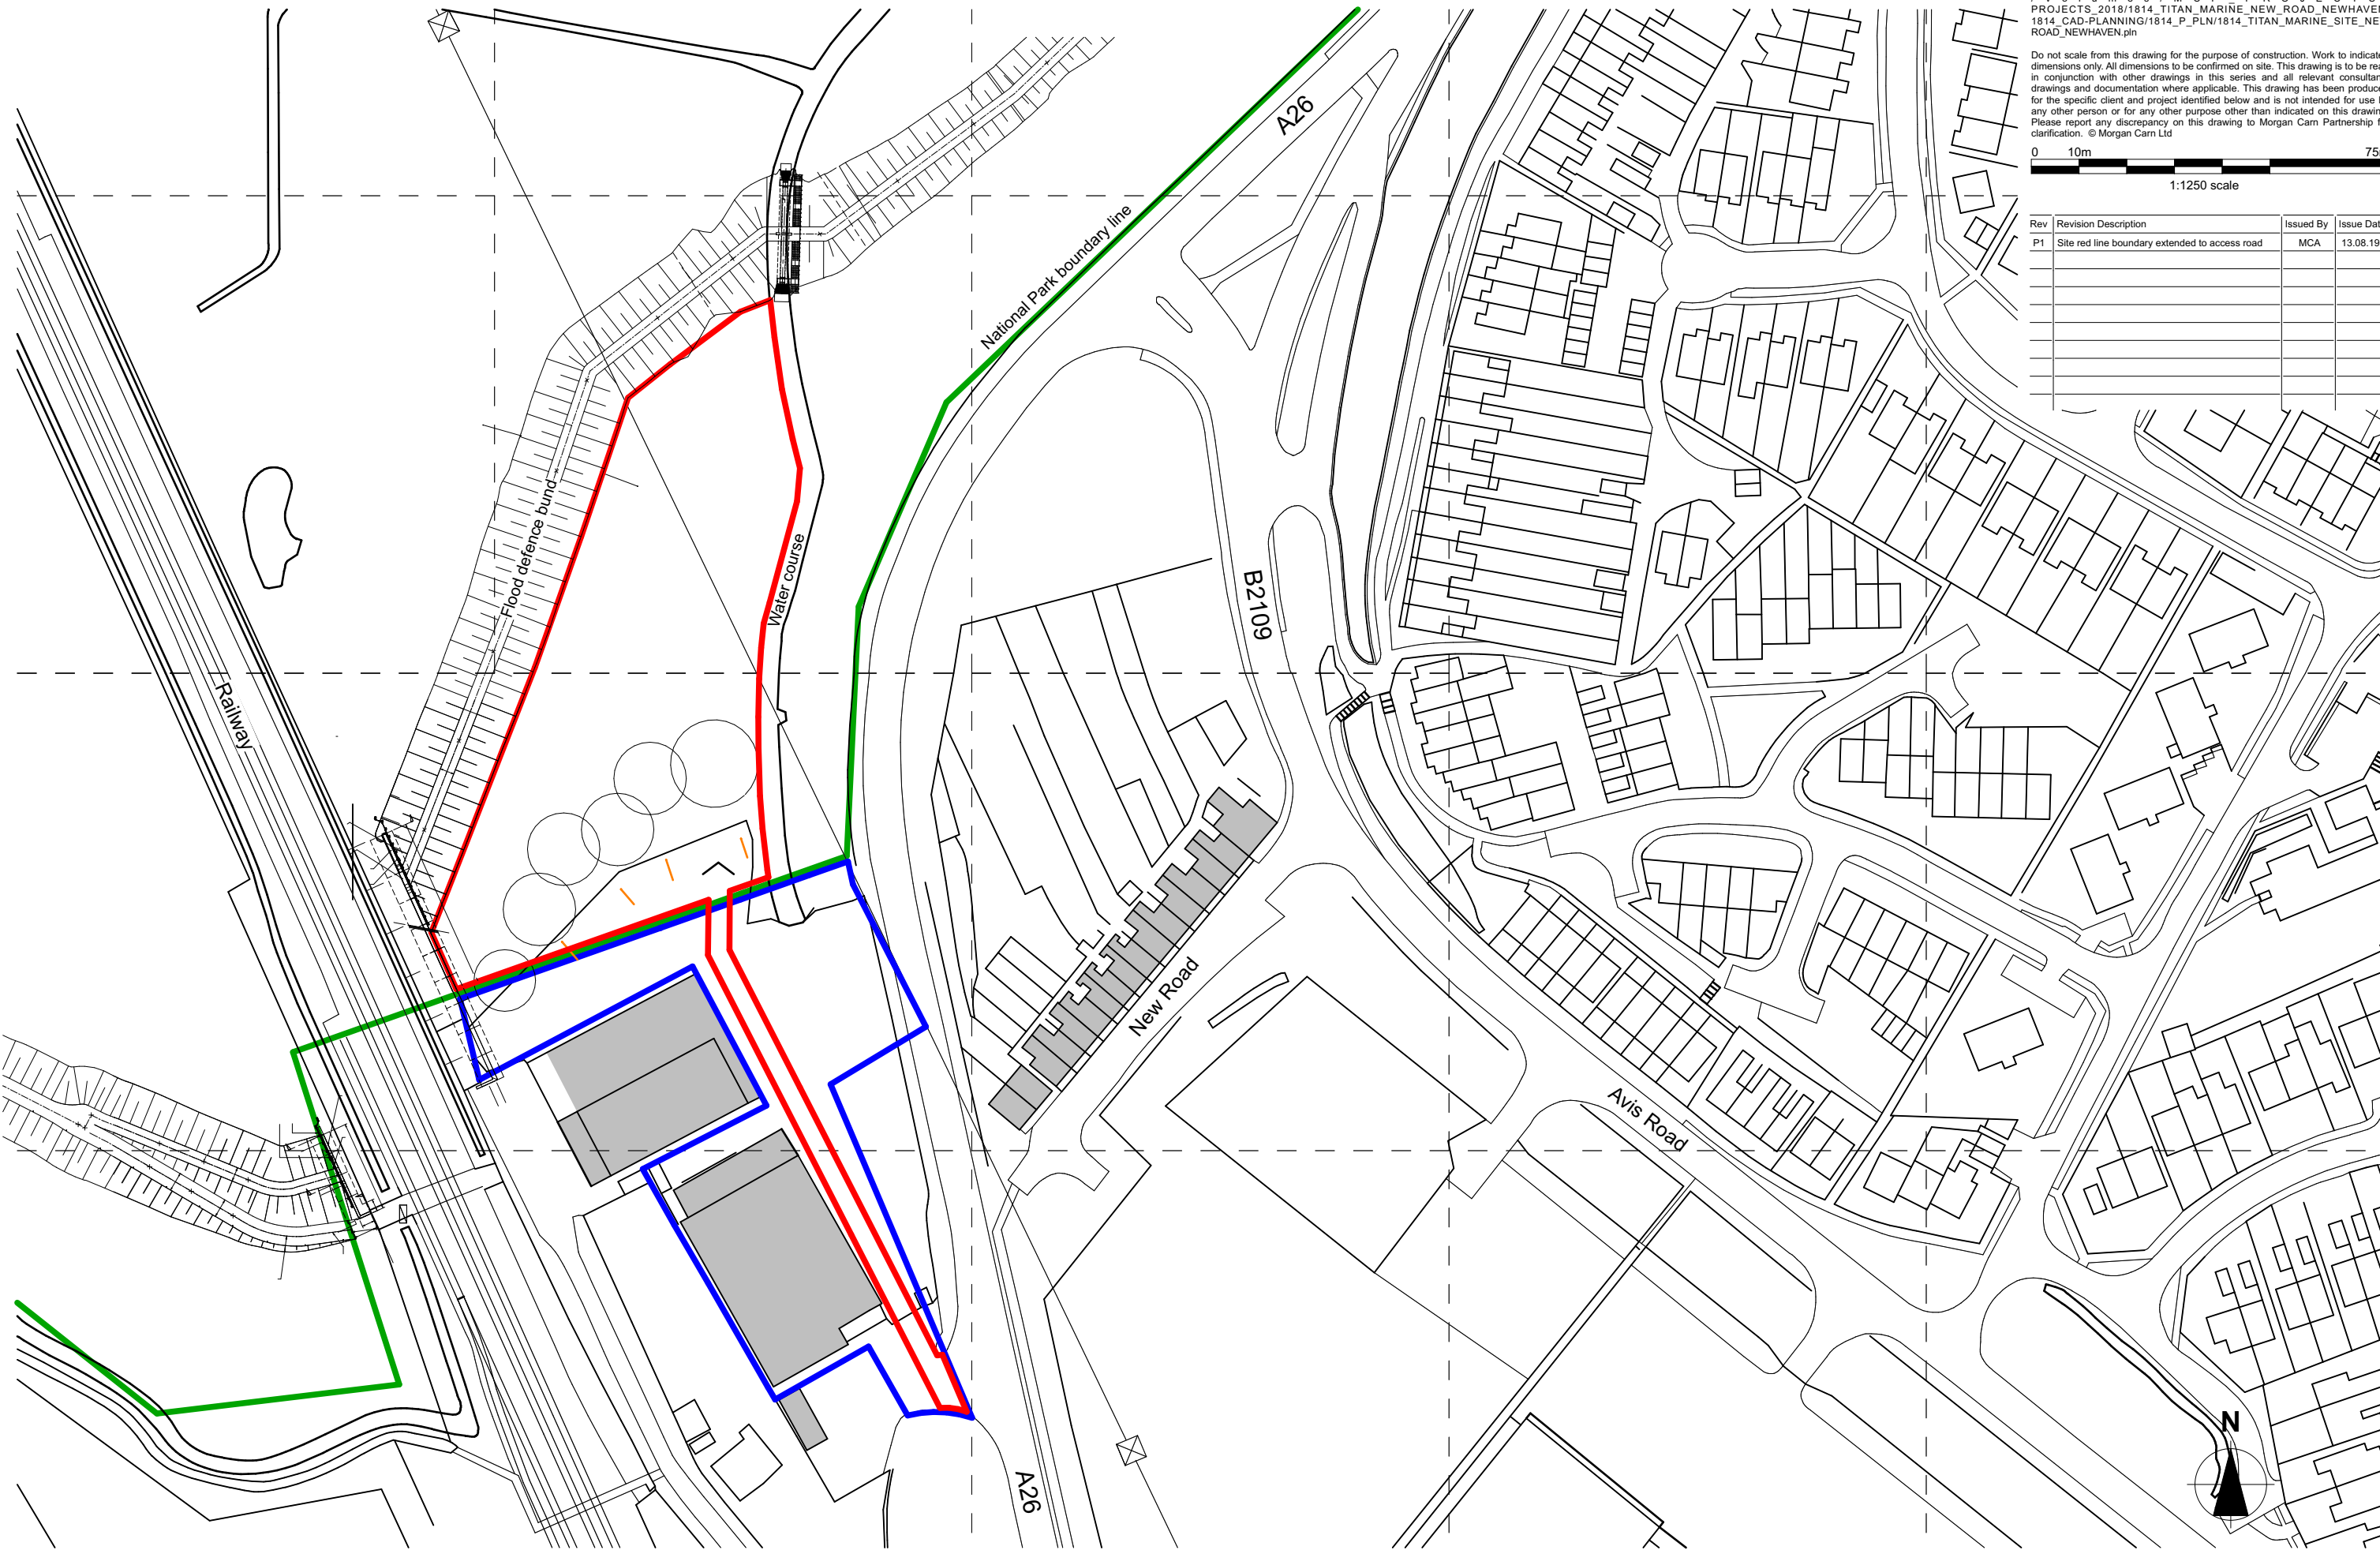 PROJECTS_2018/1814_TITAN_MARINE_NEW_ROAD_NEWHAVEN
1814_CAD-PLANNING/1814_P_PLN/1814_TITAN_MARINE_SITE_NE
ROAD_NEWHAVEN.pln
Do not scale from this drawing for the purpose of construction. Work to indicate
dimensions only. All dimensions to be confirmed on site. This drawing is to be rea
in conjunction with other drawings in this series and all relevant consultan
drawings and documentation where applicable. This drawing has been produce
for the specific client and project identified below and is not intended for use
any other person or for any other purpose other than indicated on this drawin
Please report any discrepancy on this drawing to Morgan Carn Partnership f
clarification. © Morgan Carn Ltd
0 10m 75
1:1250 scale
Rev Revision Description Issued By Issue Dat
P1 Site red line boundary extended to access road MCA 13.08.19
A26
National Park boundary line
Flood defence bund
Water course
B2109
Railway
New Road
Avis Road
A26
N